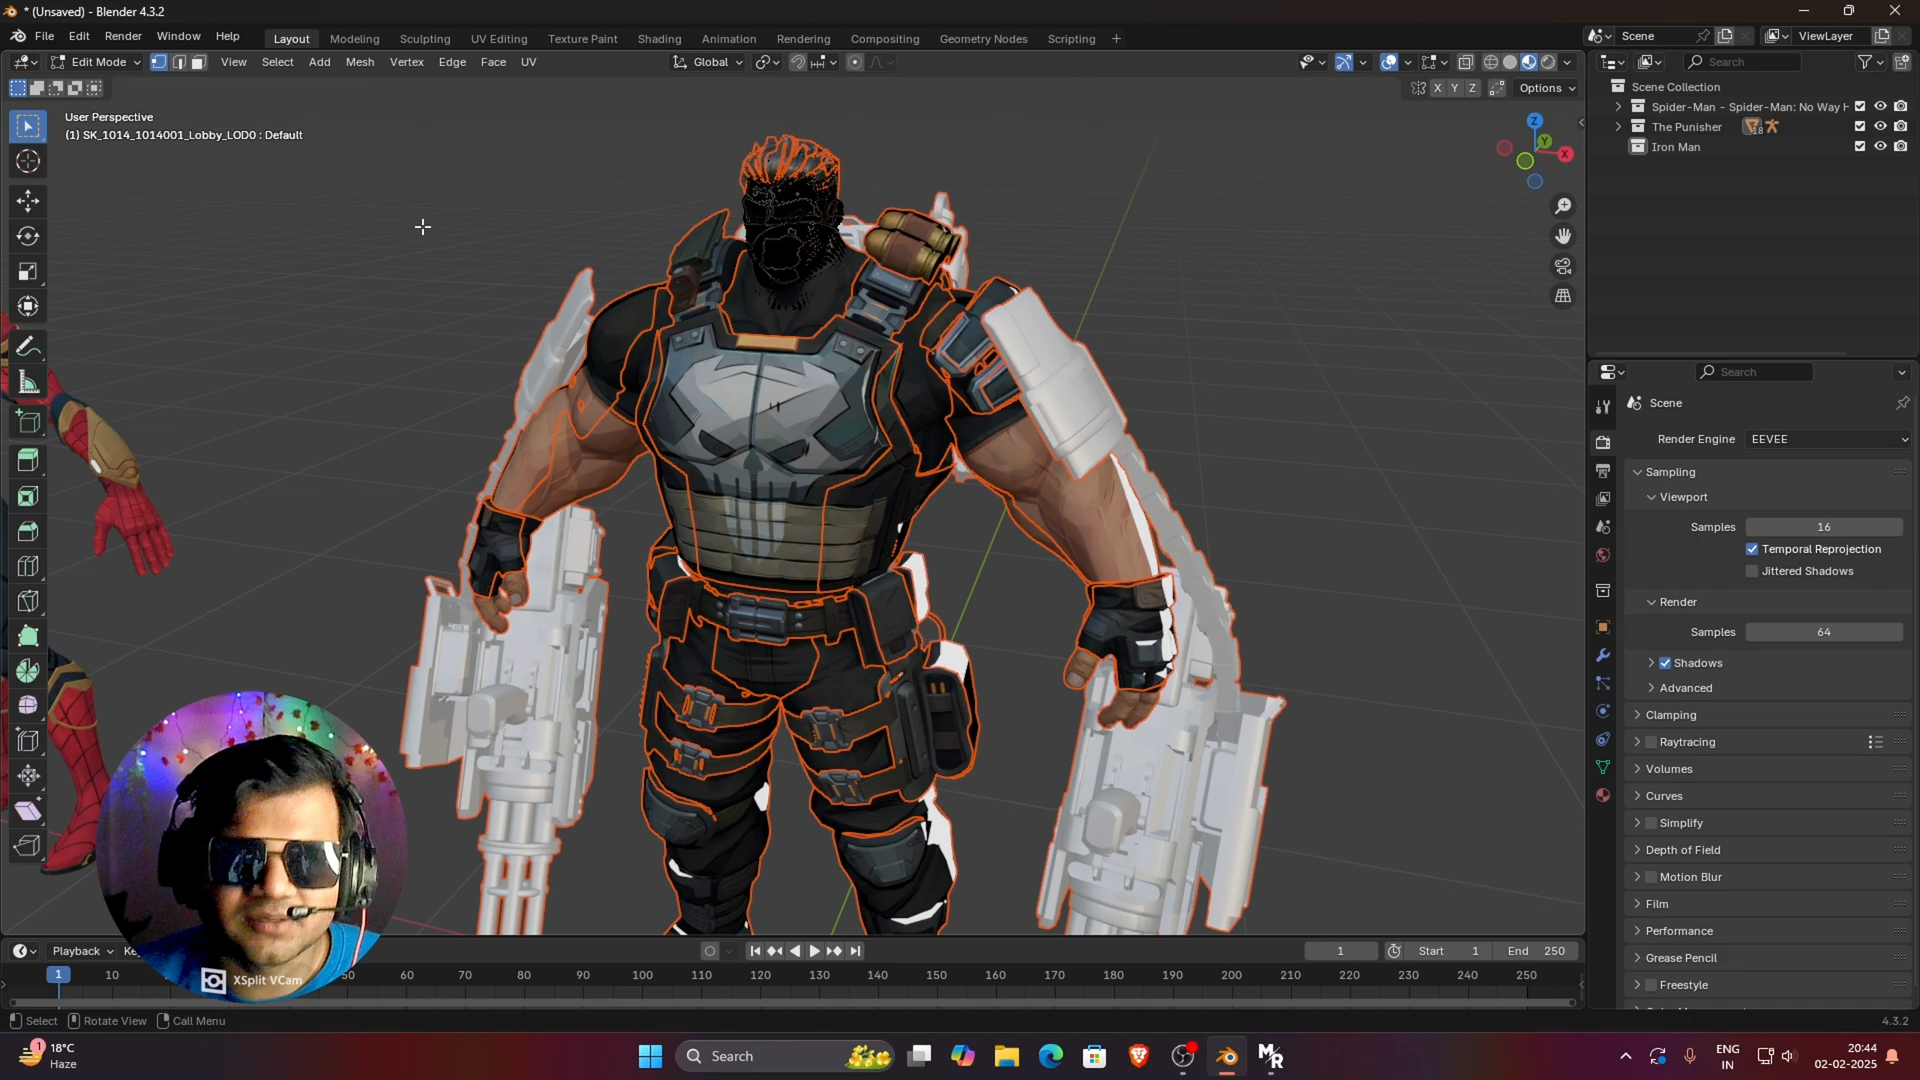 * (Unsaved) - Blender 4.3.2
File Edit Render Window Help
Layout Modeling Sculpting UV Editing Texture Paint Shading Animation Rendering Compositing Geometry Nodes Scripting +
Scene
ViewLayer
Edit Mode
View Select Add Mesh Vertex Edge Face UV
Global
Search
X Y Z
Options
User Perspective
(1) SK_1014_1014001_Lobby_LOD0 : Default
Z
Y
X
Scene Collection
Spider-Man - Spider-Man: No Way H
The Punisher
18
Iron Man
Search
Scene
Render Engine EEVEE
Sampling
Viewport
Samples 16
Temporal Reprojection
Jittered Shadows
Render
Samples 64
Shadows
Advanced
Clamping
Raytracing
Volumes
Curves
Simplify
Depth of Field
Motion Blur
Film
Performance
Grease Pencil
Freestyle
XSplit VCam
Playback
1
Start 1
End 250
1 10 50 60 70 80 90 100 110 120 130 140 150 160 170 180 190 200 210 220 230 240 250
Select Rotate View Call Menu
4.3.2
1
18°C
Haze
Search
MR
ENG
IN
20:44
02-02-2025